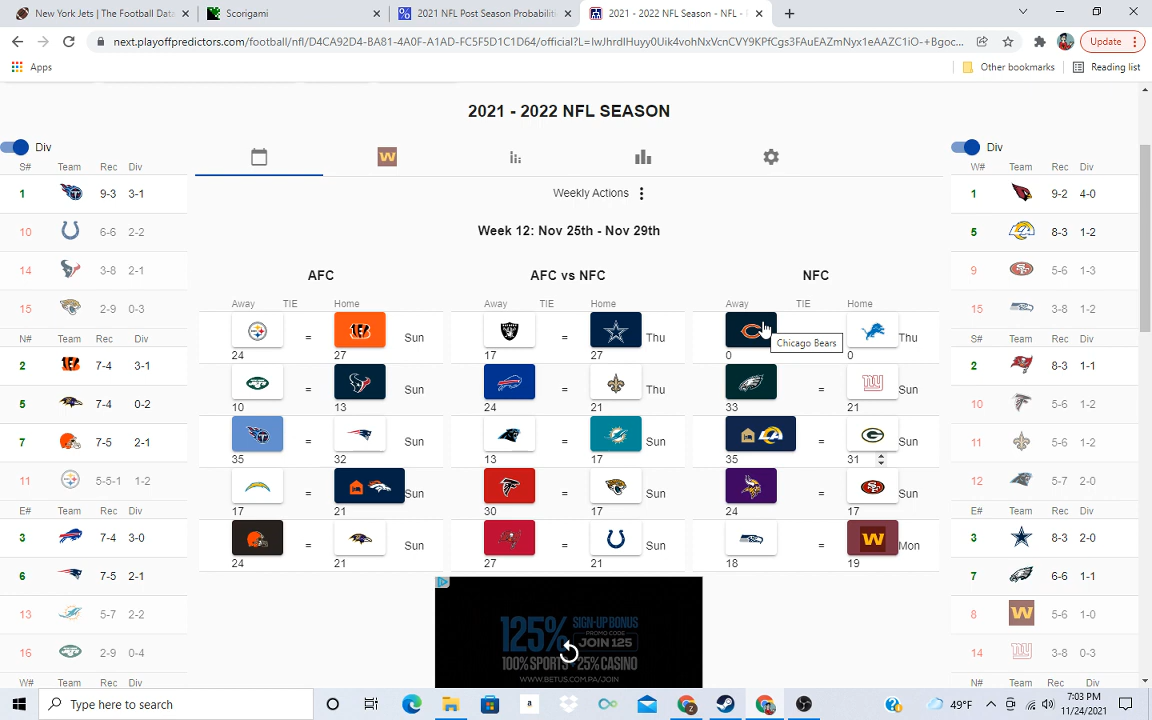 New York Jets | The Football Data
Scorigami
2021 NFL Post Season Probabiliti
2021 - 2022 NFL Season - NFL -
next.playoffpredictors.com/football/nfl/D4CA92D4-BA81-4A0F-A1AD-FC5F5D1C1D64/official?L=IwJhrdIHuyy0Uik4vohNxVcnCVY9KPfCgs3FAuEAZmNyx1eAAZC1iO-+Bgoc...
Update
Apps
Other bookmarks
Reading list
2021 - 2022 NFL SEASON
Div
Div
S# Team Rec Div
W# Team Rec Div
1 9-3 3-1
1 9-2 4-0
Weekly Actions
10 6-6 2-2
5 8-3 1-2
Week 12: Nov 25th - Nov 29th
14 3-8 2-1
9 5-6 1-3
AFC
AFC vs NFC
NFC
15 2-9 0-3
15 3-8 1-2
Away TIE Home
Away TIE Home
Away TIE Home
N# Team Rec Div
S# Team Rec Div
= Sun
= Thu
Thu
Chicago Bears
24 27
17 27
0 0
2 7-4 3-1
2 8-3 1-1
= Sun
= Thu
= Sun
5 7-4 0-2
10 5-6 1-2
10 13
24 21
33 21
7 7-5 2-1
11 5-6 1-2
= Sun
= Sun
= Sun
35 32
13 17
35 31
11 5-5-1 1-2
12 5-7 2-0
= Sun
= Sun
= Sun
E# Team Rec Div
E# Team Rec Div
17 21
30 17
24 17
3 7-4 3-0
3 8-3 2-0
= Sun
= Sun
= W Mon
24 21
27 21
18 19
6 7-5 2-1
7 6-6 1-1
13 5-7 2-2
8 W 5-6 1-0
125% SIGN-UP BONUS
PROMO CODE
JOIN 125
100% SPORTS + 25% CASINO
WWW.BETUS.COM.PA/JOIN
16 2-9 0-4
14 3-8 0-3
W# Team Rec Div
N# Team Rec Div
Type here to search
49°F
7:03 PM
11/24/2021